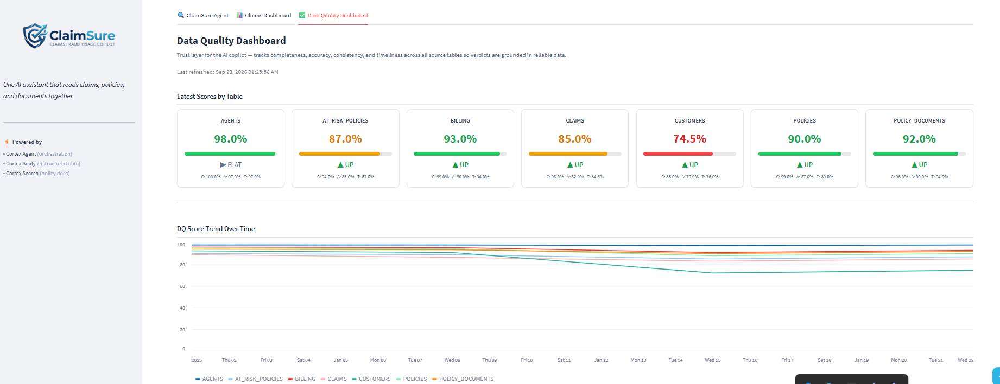 ClaimSure
CLAIMS FRAUD TRIAGE COPILOT
One AI assistant that reads claims, policies,
and documents together.
Powered by
• Cortex Agent (orchestration)
• Cortex Analyst (structured data)
• Cortex Search (policy docs)
ClaimSure Agent Claims Dashboard Data Quality Dashboard
Data Quality Dashboard
Trust layer for the AI copilot — tracks completeness, accuracy, consistency, and timeliness across all source tables so verdicts are grounded in reliable data.
Last refreshed: Sep 23, 2026 01:25:56 AM
Latest Scores by Table
AGENTS
98.0%
▶ FLAT
C: 100.0% · A: 97.0% · T: 97.0%
AT_RISK_POLICIES
87.0%
▲ UP
C: 94.0% · A: 85.0% · T: 87.0%
BILLING
93.0%
▲ UP
C: 99.0% · A: 90.0% · T: 94.0%
CLAIMS
85.0%
▲ UP
C: 93.0% · A: 82.0% · T: 84.5%
CUSTOMERS
74.5%
▲ UP
C: 86.0% · A: 70.0% · T: 76.0%
POLICIES
90.0%
▲ UP
C: 99.0% · A: 87.0% · T: 89.0%
POLICY_DOCUMENTS
92.0%
▲ UP
C: 96.0% · A: 90.0% · T: 94.0%
DQ Score Trend Over Time
100
80
60
40
20
0
2025 Thu 02 Fri 03 Sat 04 Jan 05 Mon 06 Tue 07 Wed 08 Thu 09 Fri 10 Sat 11 Jan 12 Mon 13 Tue 14 Wed 15 Thu 16 Fri 17 Sat 18 Jan 19 Mon 20 Tue 21 Wed 22
AGENTS AT_RISK_POLICIES BILLING CLAIMS CUSTOMERS POLICIES POLICY_DOCUMENTS